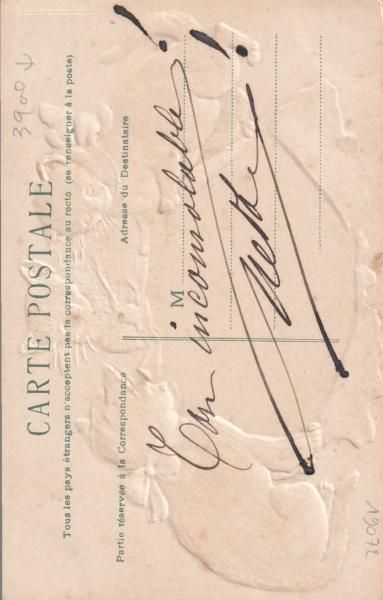 CARTE POSTALE
Tous les pays étrangers n'acceptent pas la correspondance au recto (se renseigner à la poste)
Partie réservée à la Correspondance
Adresse du Destinataire
M
Ton inconsolable!
3900